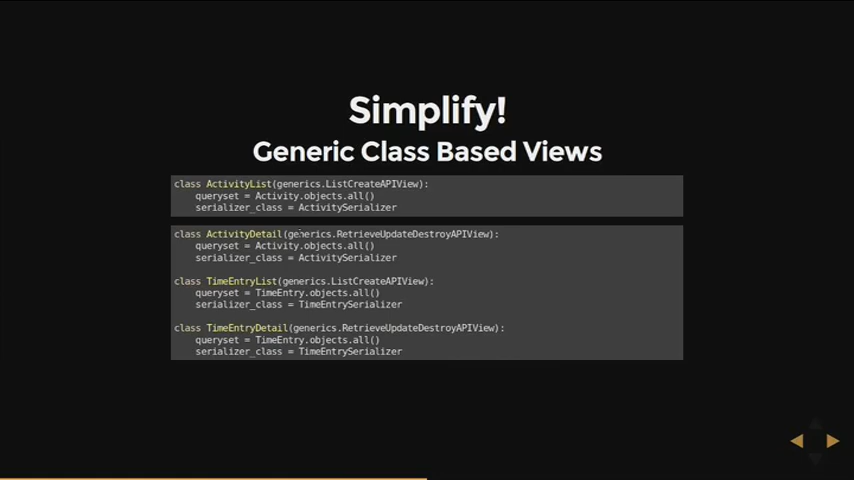 Simplify!
Generic Class Based Views
class ActivityList(generics.ListCreateAPIView):
    queryset = Activity.objects.all()
    serializer_class = ActivitySerializer
class ActivityDetail(generics.RetrieveUpdateDestroyAPIView):
    queryset = Activity.objects.all()
    serializer_class = ActivitySerializer
class TimeEntryList(generics.ListCreateAPIView):
    queryset = TimeEntry.objects.all()
    serializer_class = TimeEntrySerializer
class TimeEntryDetail(generics.RetrieveUpdateDestroyAPIView):
    queryset = TimeEntry.objects.all()
    serializer_class = TimeEntrySerializer